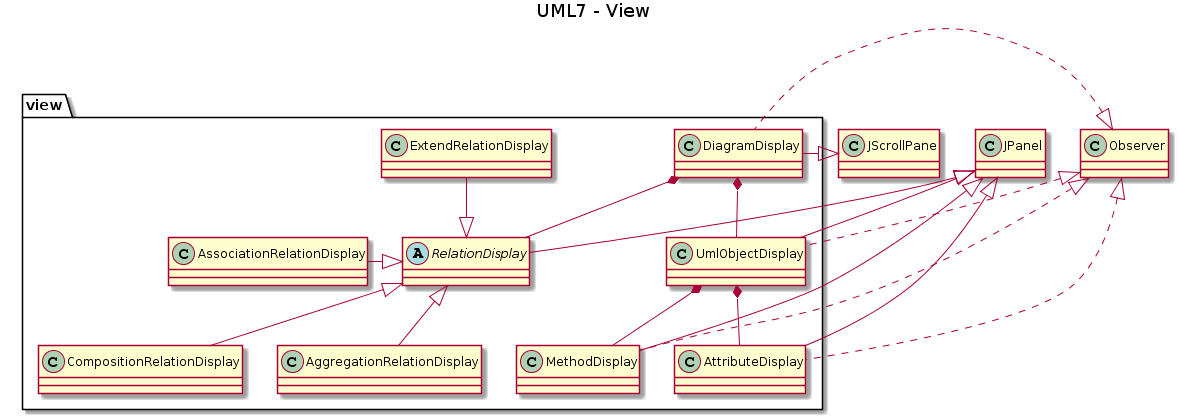 UML7 - View
view
C ExtendRelationDisplay
C DiagramDisplay
C JScrollPane
C JPanel
C Observer
C AssociationRelationDisplay
A RelationDisplay
C UmlObjectDisplay
C CompositionRelationDisplay
C AggregationRelationDisplay
C MethodDisplay
C AttributeDisplay